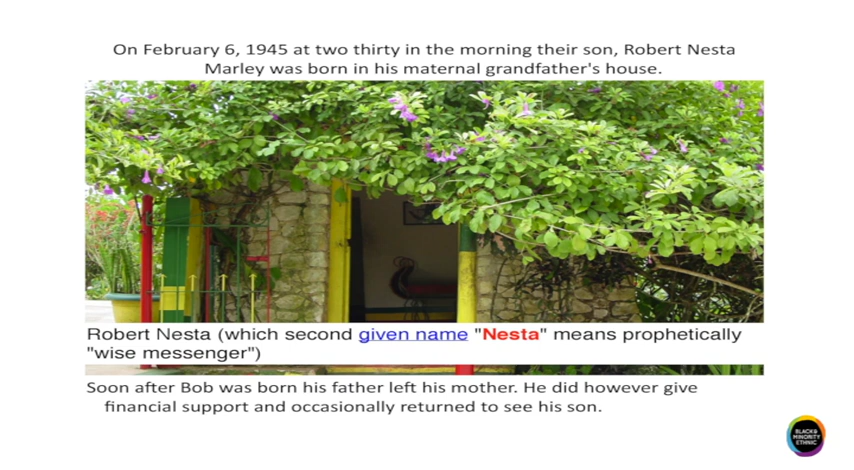 On February 6, 1945 at two thirty in the morning their son, Robert Nesta
Marley was born in his maternal grandfather's house.
Robert Nesta (which second given name "Nesta" means prophetically
"wise messenger")
Soon after Bob was born his father left his mother. He did however give
financial support and occasionally returned to see his son.
BLACK&
MINORITY
ETHNIC